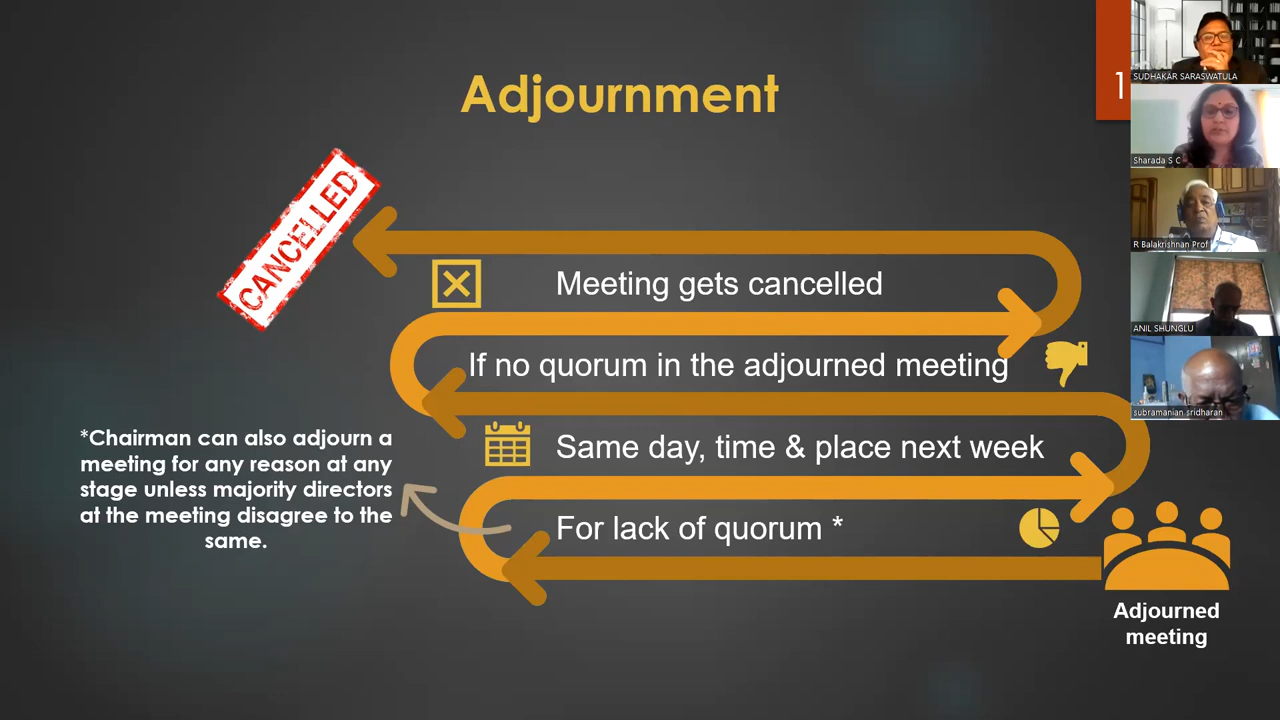 Adjournment
1
CANCELLED
Meeting gets cancelled
If no quorum in the adjourned meeting
Same day, time & place next week
For lack of quorum *
*Chairman can also adjourn a
meeting for any reason at any
stage unless majority directors
at the meeting disagree to the
same.
Adjourned
meeting
SUDHAKAR SARASWATULA
Sharada S C
R Balakrishnan Prof
ANIL SHUNGLU
subramanian sridharan